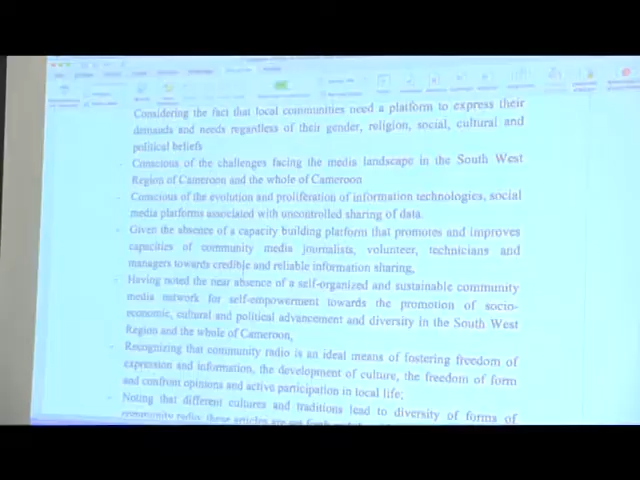 Considering the fact that local communities need a platform to express their
demands and needs regardless of their gender, religion, social, cultural and
political beliefs
- Conscious of the challenges facing the media landscape in the South West
Region of Cameroon and the whole of Cameroon
- Conscious of the evolution and proliferation of information technologies, social
media platforms associated with uncontrolled sharing of data.
- Given the absence of a capacity building platform that promotes and improves
capacities of community media journalists, volunteer, technicians and
managers towards credible and reliable information sharing,
- Having noted the near absence of a self-organized and sustainable community
media network for self-empowerment towards the promotion of socio-
economic, cultural and political advancement and diversity in the South West
Region and the whole of Cameroon,
- Recognizing that community radio is an ideal means of fostering freedom of
expression and information, the development of culture, the freedom of form
and confront opinions and active participation in local life;
- Noting that different cultures and traditions lead to diversity of forms of
community radio, these articles are set forth